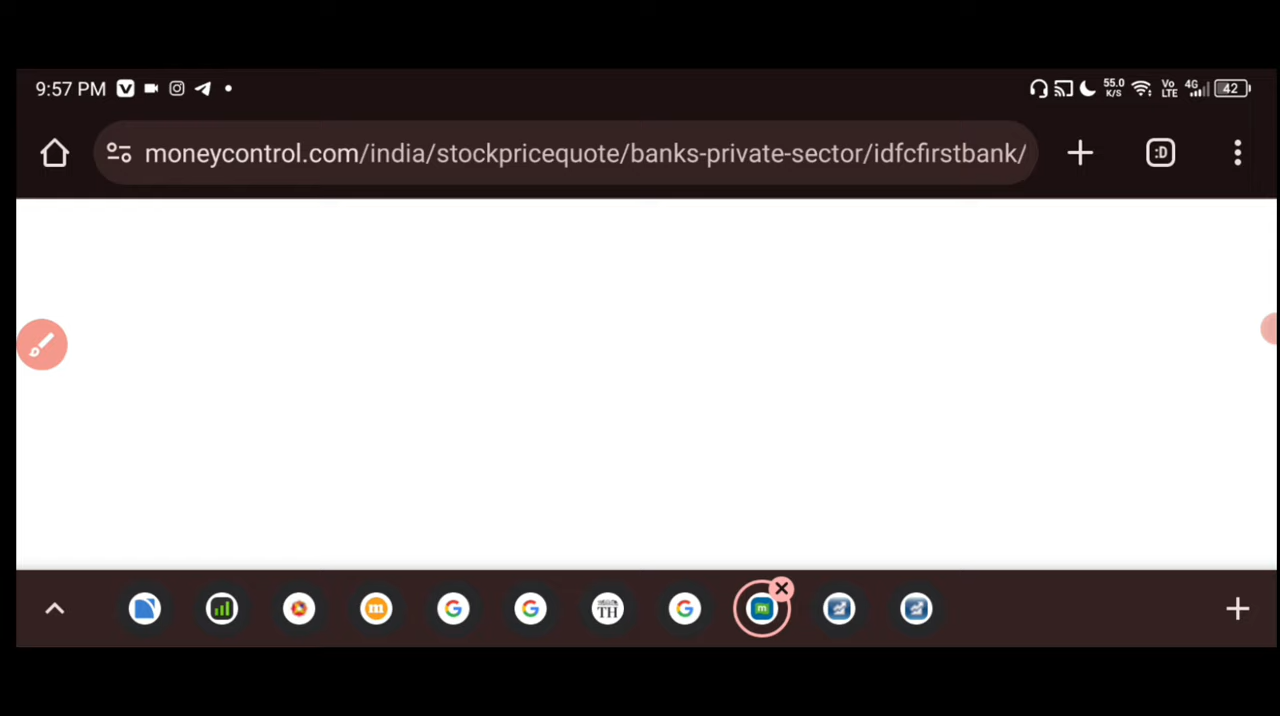 9:57 PM
55.0
K/S
Vo
LTE
4G
42
moneycontrol.com/india/stockpricequote/banks-private-sector/idfcfirstbank/
:D
m
TH
m